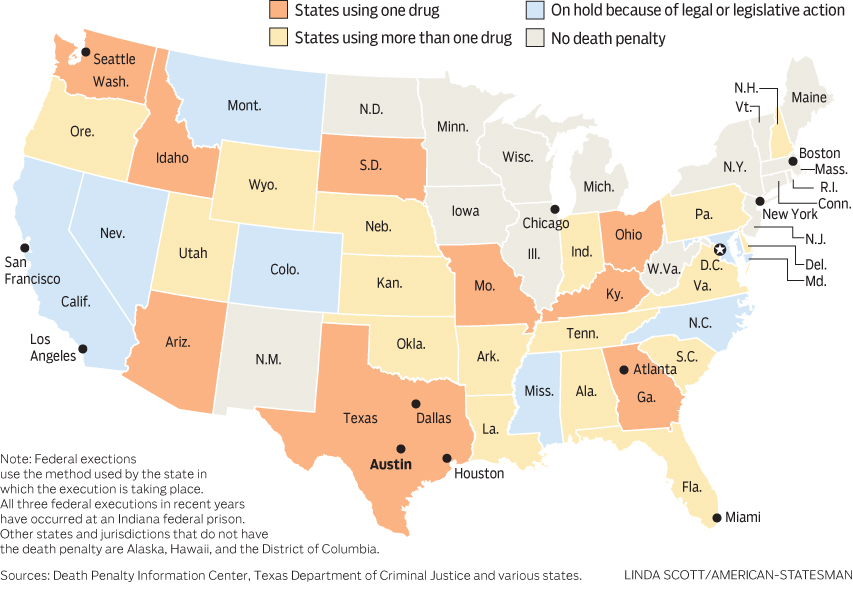 States using one drug
On hold because of legal or legislative action
States using more than one drug
No death penalty
Seattle
Wash.
Mont.
N.D.
Minn.
N.H.
Vt.
Maine
Ore.
Idaho
S.D.
Wisc.
Mich.
N.Y.
Boston
Mass.
R.I.
Conn.
New York
Wyo.
Iowa
Chicago
Neb.
Pa.
N.J.
Del.
Md.
Nev.
Utah
Colo.
Ill.
Ind.
Ohio
W.Va.
D.C.
Va.
San
Francisco
Calif.
Kan.
Mo.
Ky.
Los
Angeles
Ariz.
N.M.
Okla.
Ark.
Tenn.
N.C.
S.C.
Miss.
Ala.
Atlanta
Ga.
Texas
Dallas
La.
Austin
Houston
Fla.
Miami
Note: Federal exections
use the method used by the state in
which the execution is taking place.
All three federal executions in recent years
have occurred at an Indiana federal prison.
Other states and jurisdictions that do not have
the death penalty are Alaska, Hawaii, and the District of Columbia.
Sources: Death Penalty Information Center, Texas Department of Criminal Justice and various states.
LINDA SCOTT/AMERICAN-STATESMAN